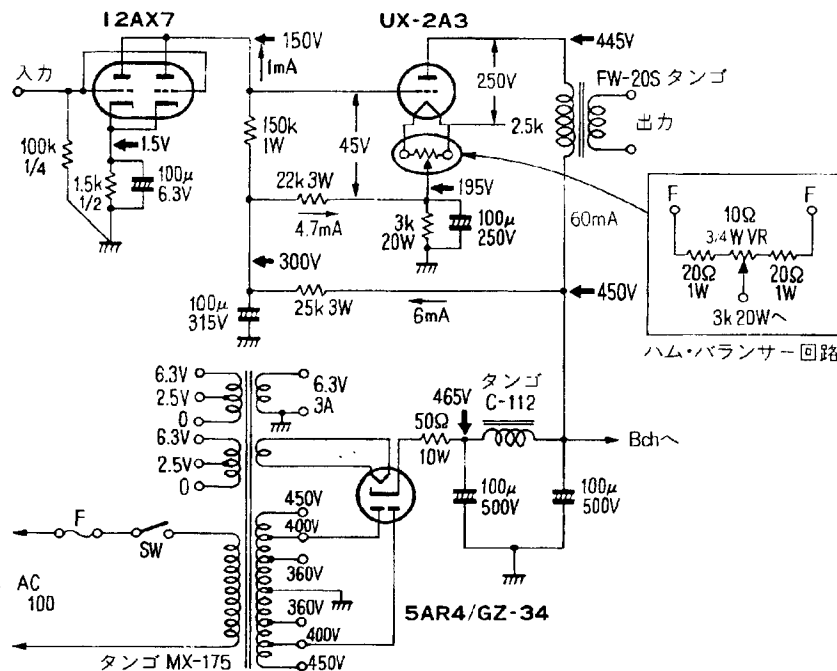 12AX7
UX-2A3
150V
1mA
入力
100k
1/4
1.5V
1.5k
1/2
100μ
6.3V
150k
1W
45V
250V
445V
FW-20S タンゴ
2.5k
出力
22k 3W
4.7mA
195V
3k
20W
100μ
250V
60mA
300V
450V
100μ
315V
25k 3W
6mA
F
F
10Ω
3/4W VR
20Ω
1W
20Ω
1W
3k 20Wへ
ハム・バランサー回路
6.3V
2.5V
0
6.3V
3A
6.3V
2.5V
0
465V
タンゴ
C-112
50Ω
10W
Bchへ
100μ
500V
100μ
500V
F
SW
AC
100
450V
400V
360V
360V
400V
450V
5AR4/GZ-34
タンゴ MX-175